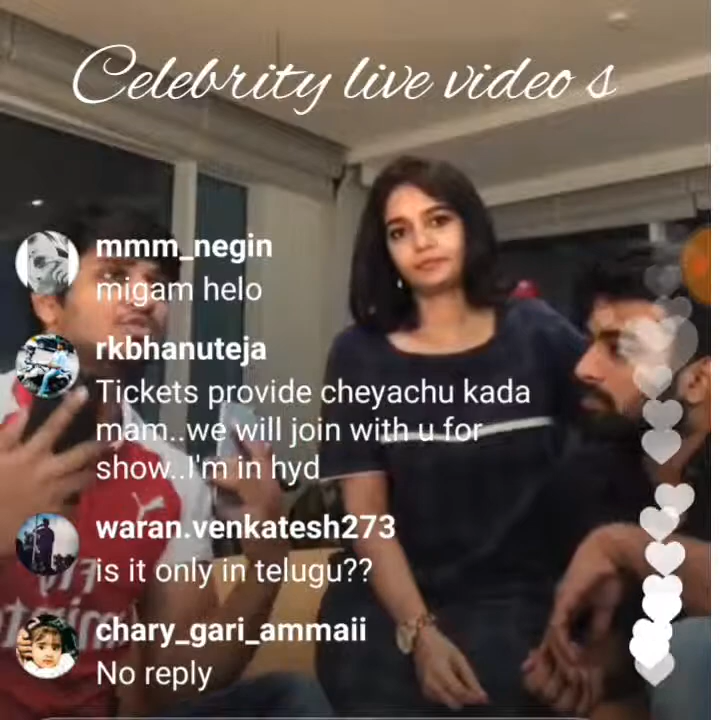 Celebrity live video s
mmm_negin
migam helo
rkbhanuteja
Tickets provide cheyachu kada
mam..we will join with u for
show..I'm in hyd
waran.venkatesh273
is it only in telugu??
chary_gari_ammaii
No reply